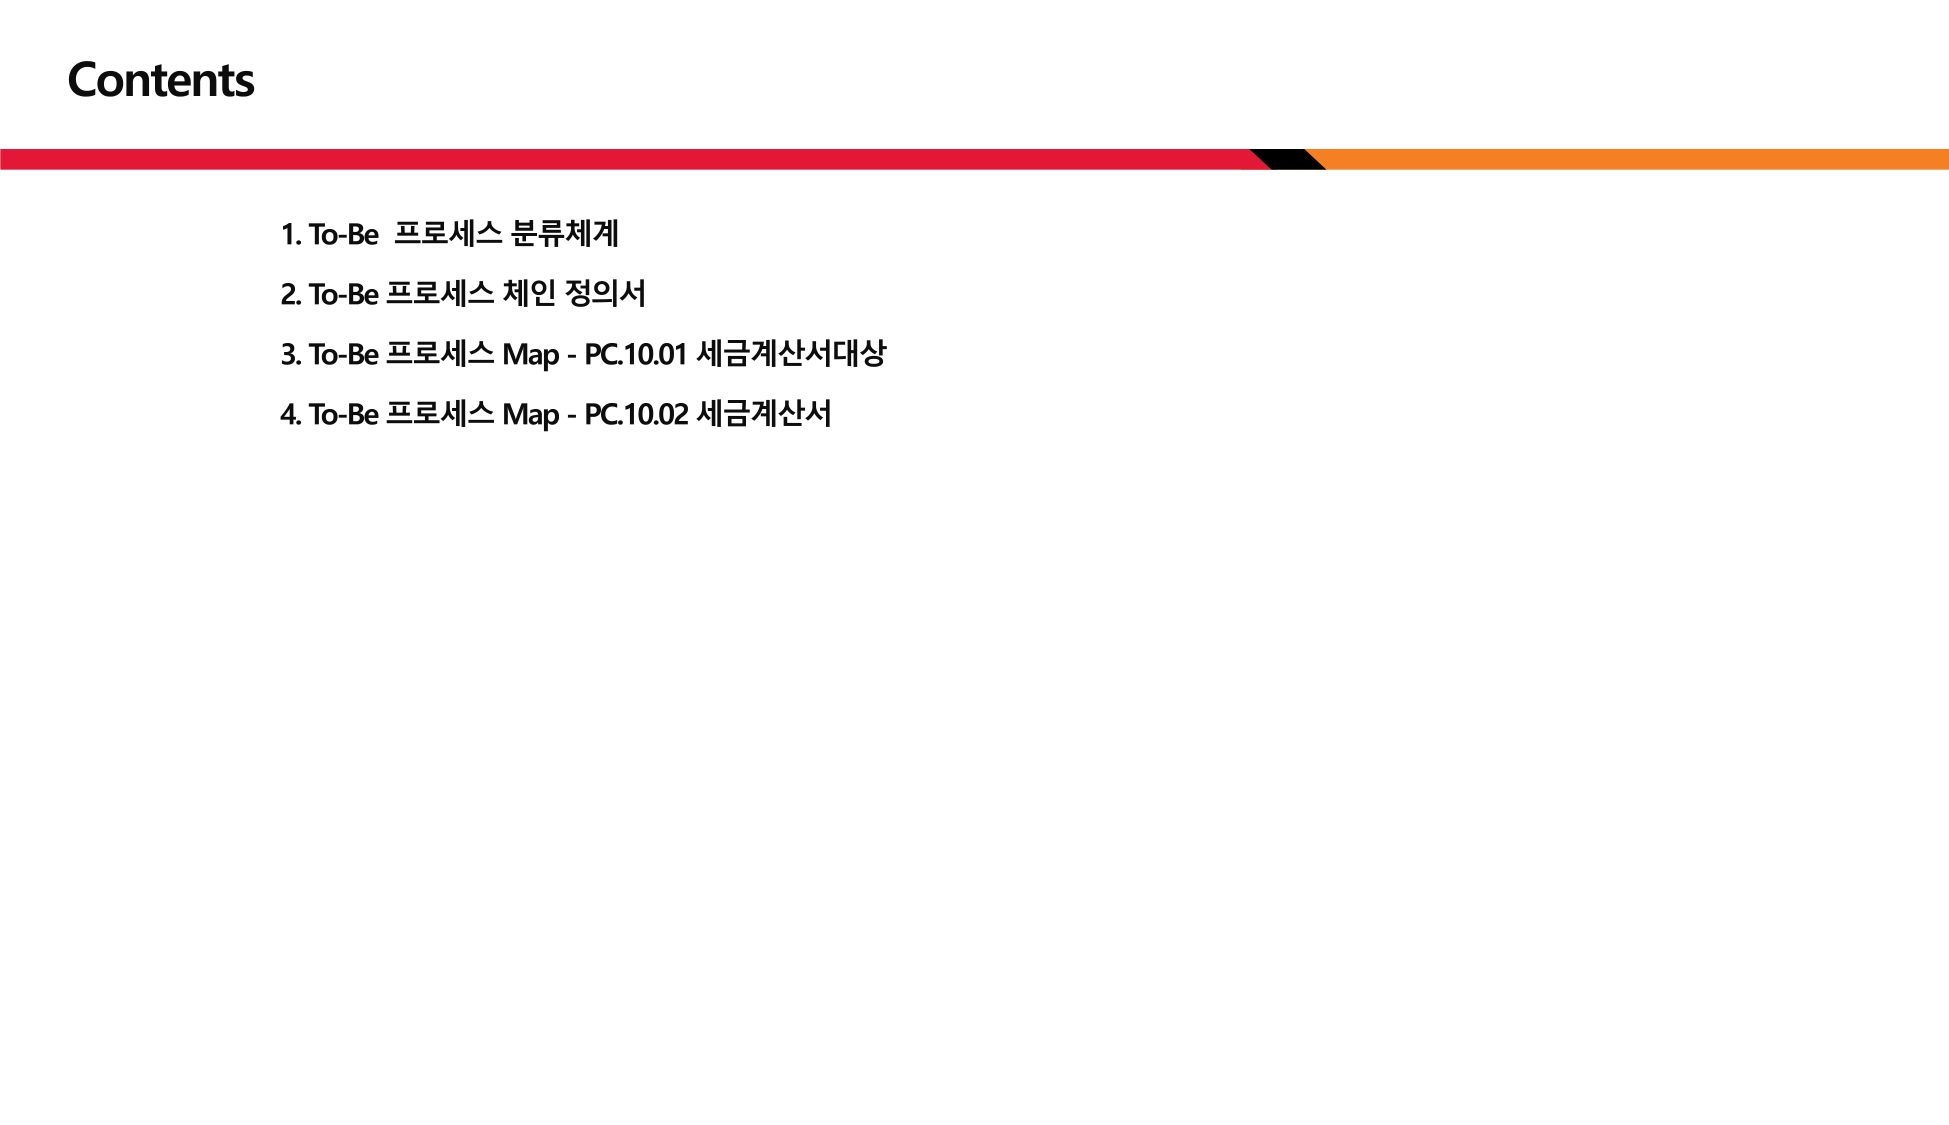 Contents
1. To-Be  프로세스 분류체계
2. To-Be 프로세스 체인 정의서
3. To-Be 프로세스 Map - PC.10.01 세금계산서대상
4. To-Be 프로세스 Map - PC.10.02 세금계산서